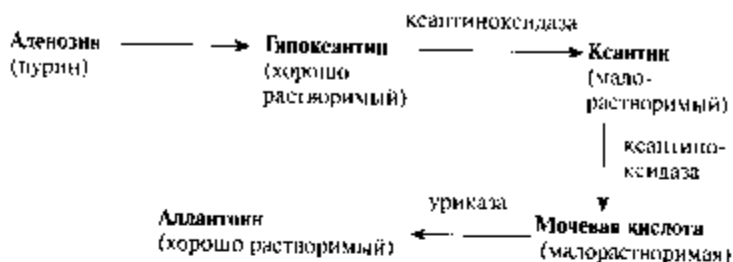 ксантиноксидаза
Аденозин
(пурин)
Гипоксантин
(хорошо
растворимый)
Ксантин
(мало-
растворимый)
ксантино-
ксидаза
уриказа
Аллантоин
(хорошо растворимый)
Мочевая кислота
(малорастворимая)